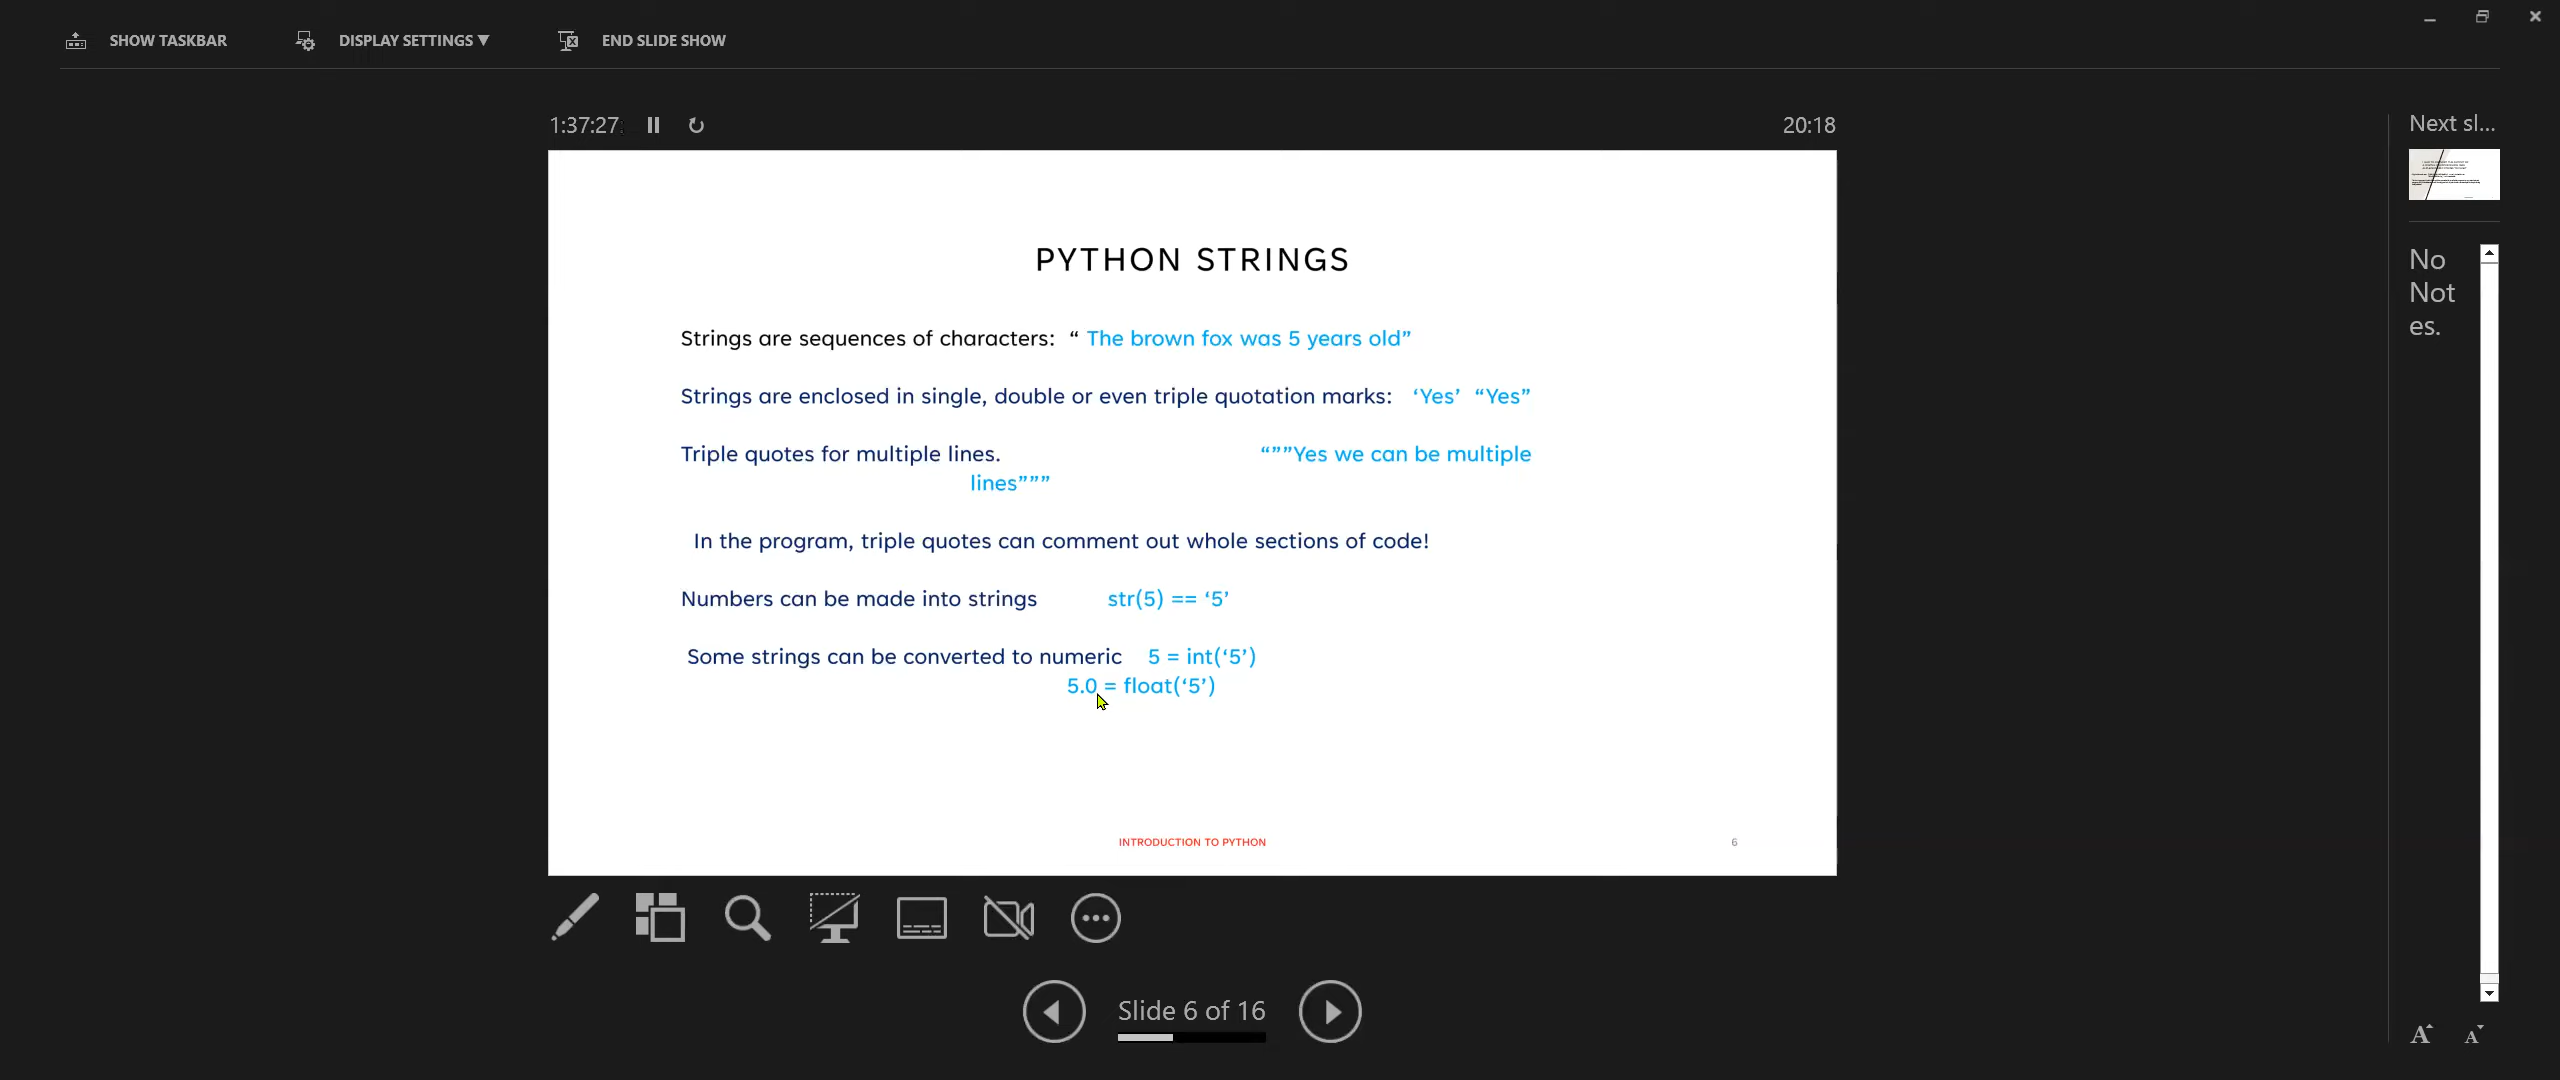 SHOW TASKBAR DISPLAY SETTINGS ▼ END SLIDE SHOW
1:37:27 20:18
Next sl...
PYTHON STRINGS
Strings are sequences of characters: “ The brown fox was 5 years old”
Strings are enclosed in single, double or even triple quotation marks: ‘Yes’ “Yes”
Triple quotes for multiple lines. “””Yes we can be multiple
lines”””
In the program, triple quotes can comment out whole sections of code!
Numbers can be made into strings str(5) == ‘5’
Some strings can be converted to numeric 5 = int(‘5’)
5.0 = float(‘5’)
INTRODUCTION TO PYTHON 6
No
Not
es.
Slide 6 of 16
A A